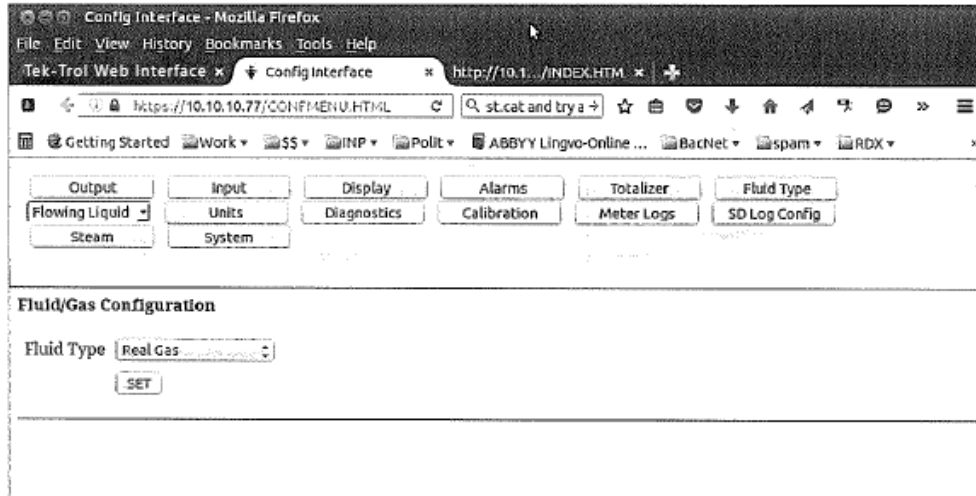 Config Interface - Mozilla Firefox
File Edit View History Bookmarks Tools Help
Tek-Trol Web Interface × Config Interface × http://10.1.../INDEX.HTM ×
https://10.10.10.77/CONFMENU.HTML st.cat and try a
Getting Started Work $$ INP Polit ABBYY Lingvo-Online ... BacNet spam RDX
Output Input Display Alarms Totalizer Fluid Type
Flowing Liquid Units Diagnostics Calibration Meter Logs SD Log Config
Steam System
Fluid/Gas Configuration
Fluid Type Real Gas
SET